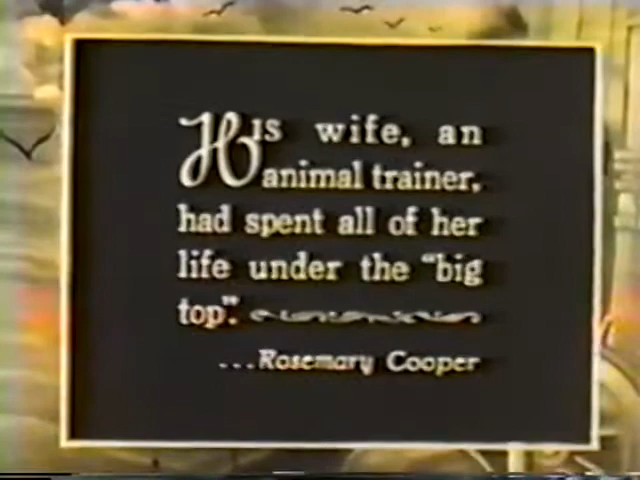 His wife, an
animal trainer,
had spent all of her
life under the "big
top".
...Rosemary Cooper